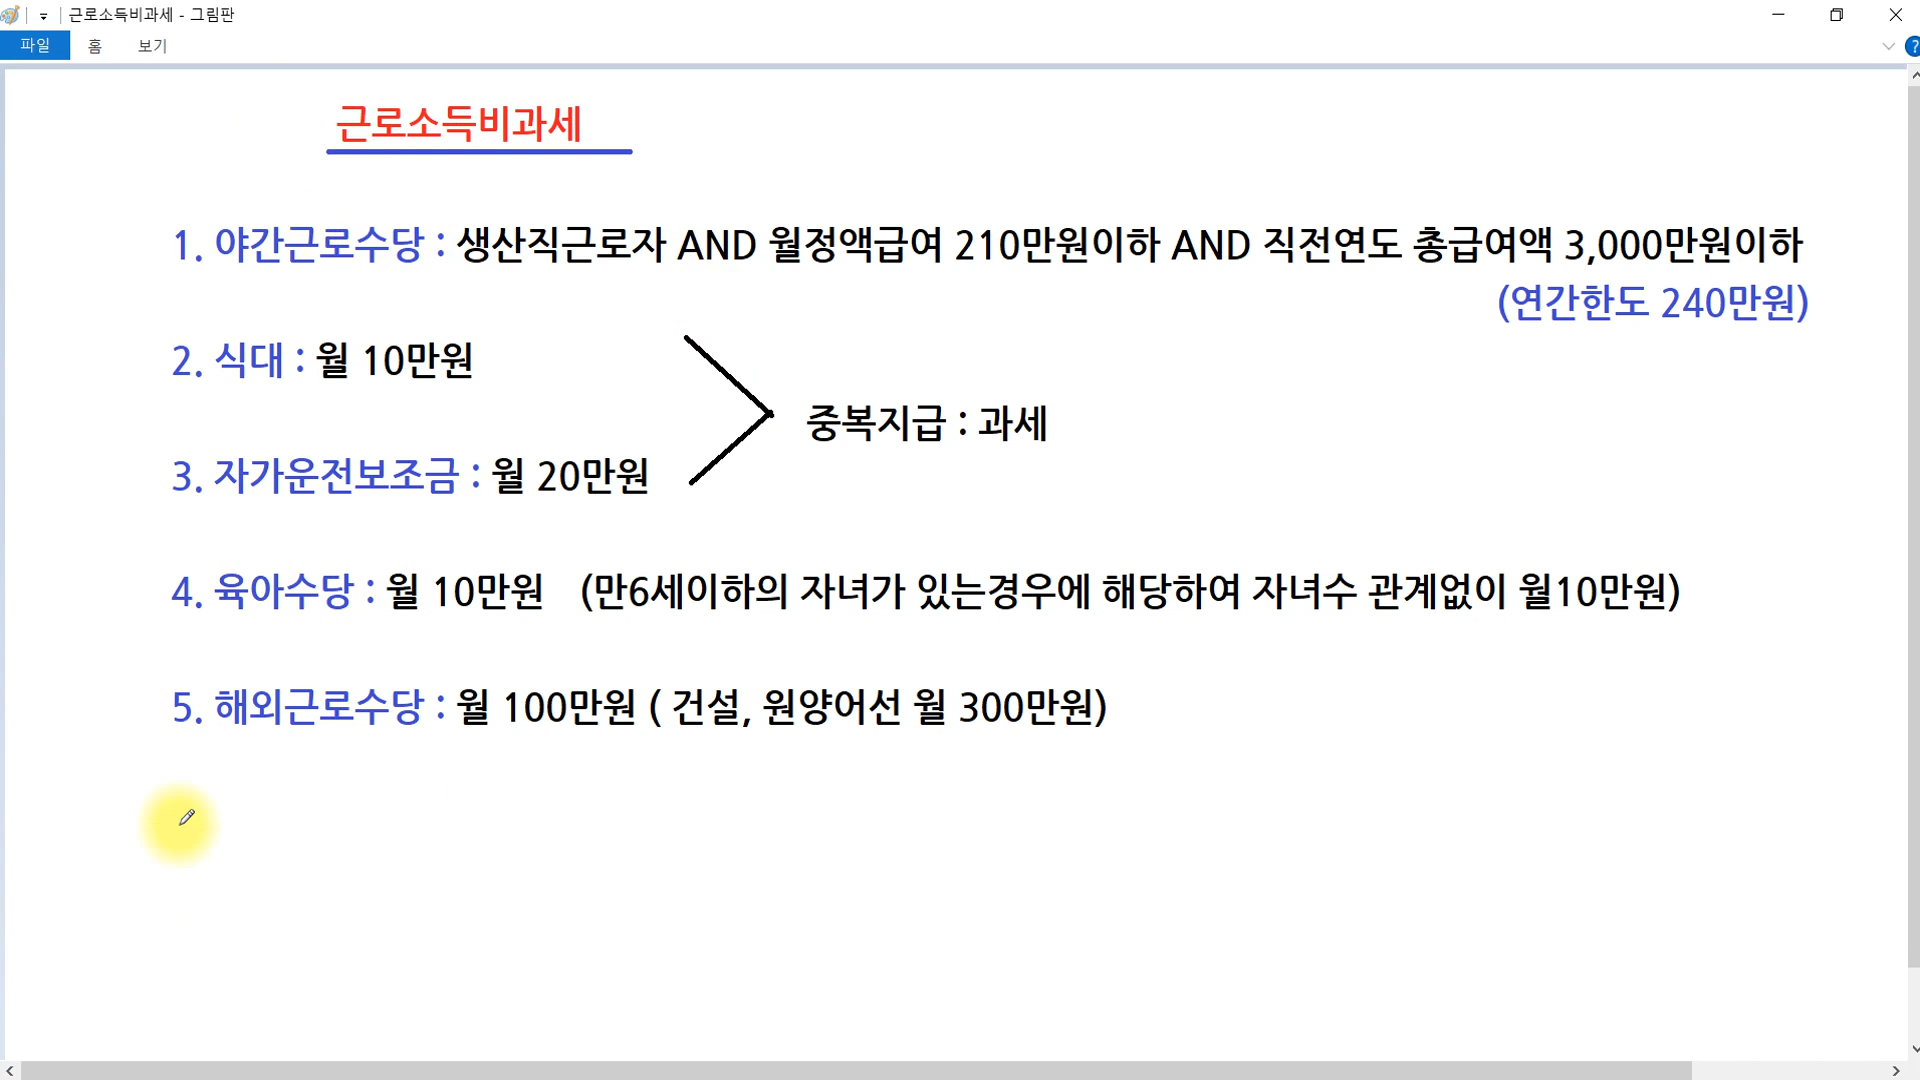 근로소득비과세 - 그림판
파일 홈 보기
근로소득비과세
1. 야간근로수당 : 생산직근로자 AND 월정액급여 210만원이하 AND 직전연도 총급여액 3,000만원이하
(연간한도 240만원)
2. 식대 : 월 10만원
중복지급 : 과세
3. 자가운전보조금 : 월 20만원
4. 육아수당 : 월 10만원 (만6세이하의 자녀가 있는경우에 해당하여 자녀수 관계없이 월10만원)
5. 해외근로수당 : 월 100만원 ( 건설, 원양어선 월 300만원)